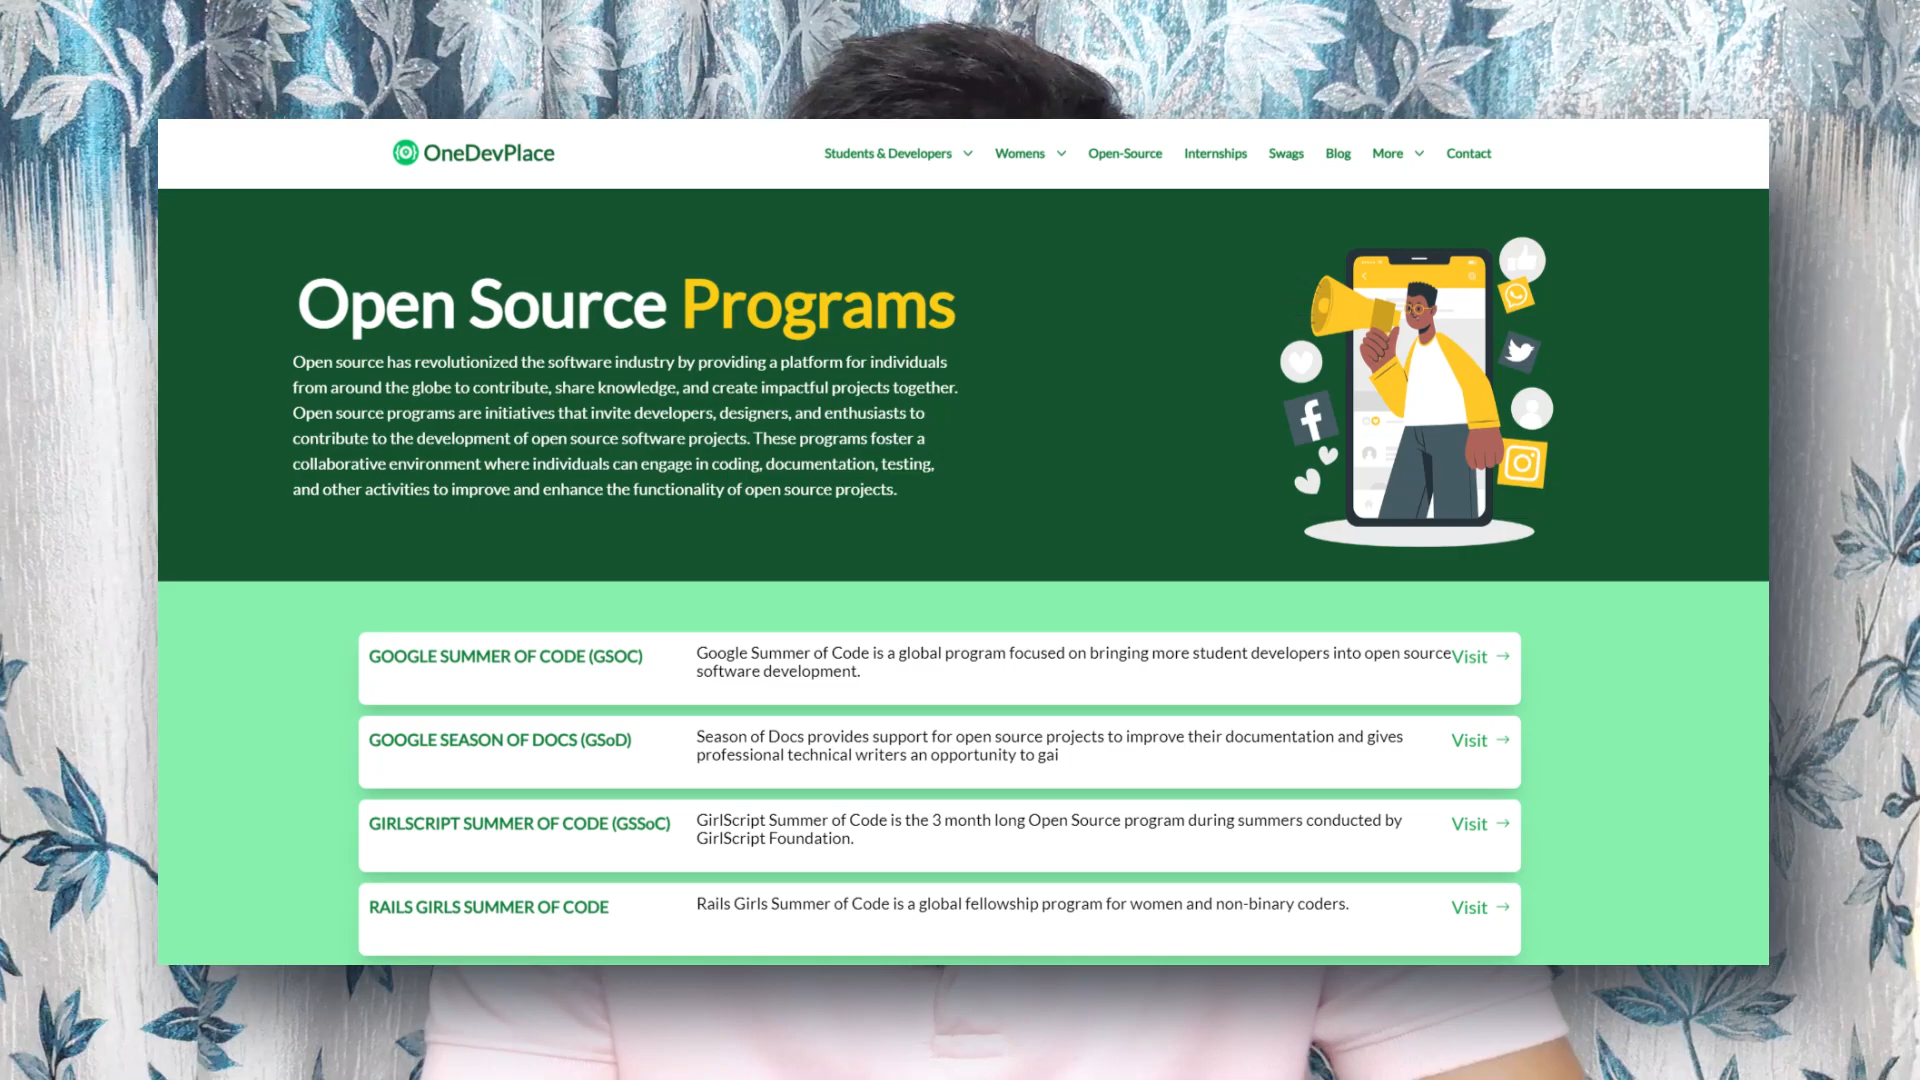 OneDevPlace
Students & Developers Womens Open-Source Internships Swags Blog More Contact
Open Source Programs
Open source has revolutionized the software industry by providing a platform for individuals
from around the globe to contribute, share knowledge, and create impactful projects together.
Open source programs are initiatives that invite developers, designers, and enthusiasts to
contribute to the development of open source software projects. These programs foster a
collaborative environment where individuals can engage in coding, documentation, testing,
and other activities to improve and enhance the functionality of open source projects.
GOOGLE SUMMER OF CODE (GSOC)
Google Summer of Code is a global program focused on bringing more student developers into open source
software development.
Visit →
GOOGLE SEASON OF DOCS (GSoD)
Season of Docs provides support for open source projects to improve their documentation and gives
professional technical writers an opportunity to gai
Visit →
GIRLSCRIPT SUMMER OF CODE (GSSoC)
GirlScript Summer of Code is the 3 month long Open Source program during summers conducted by
GirlScript Foundation.
Visit →
RAILS GIRLS SUMMER OF CODE
Rails Girls Summer of Code is a global fellowship program for women and non-binary coders.
Visit →